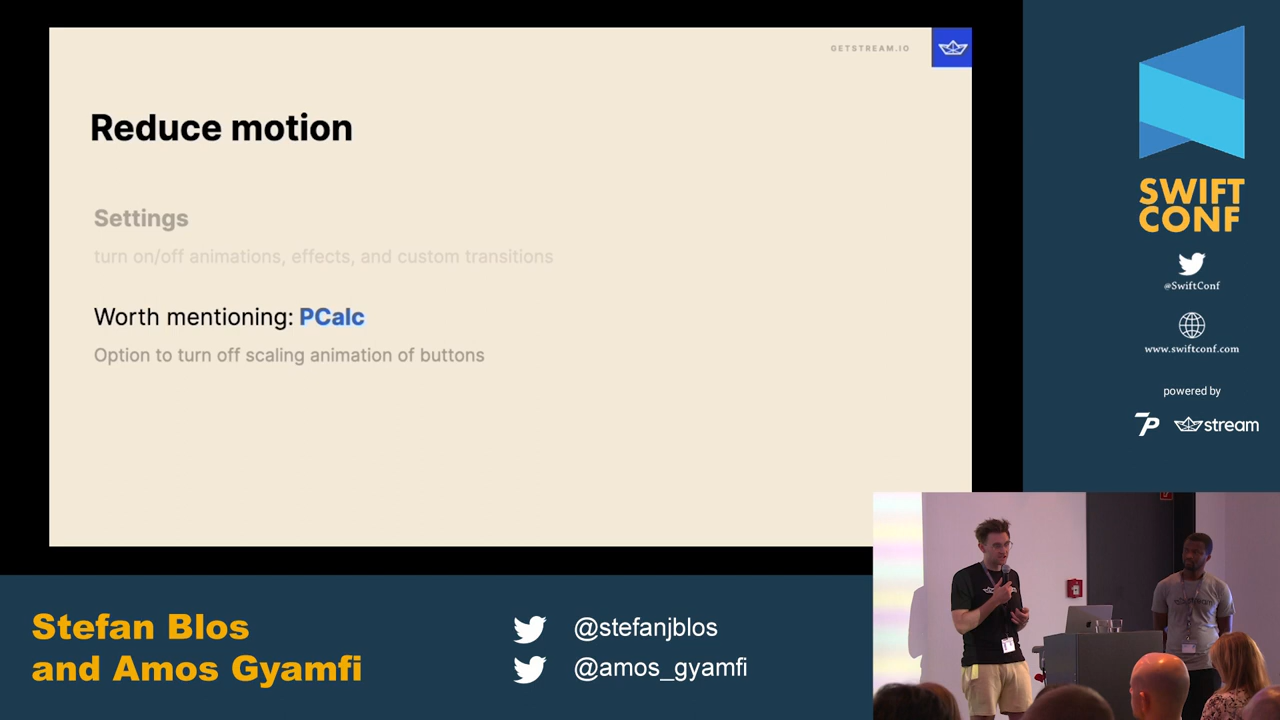 GETSTREAM.IO
Reduce motion
Settings
turn on/off animations, effects, and custom transitions
Worth mentioning: PCalc
Option to turn off scaling animation of buttons
SWIFT
CONF
@SwiftConf
www.swiftconf.com
powered by
7P stream
Stefan Blos
and Amos Gyamfi
@stefanjblos
@amos_gyamfi